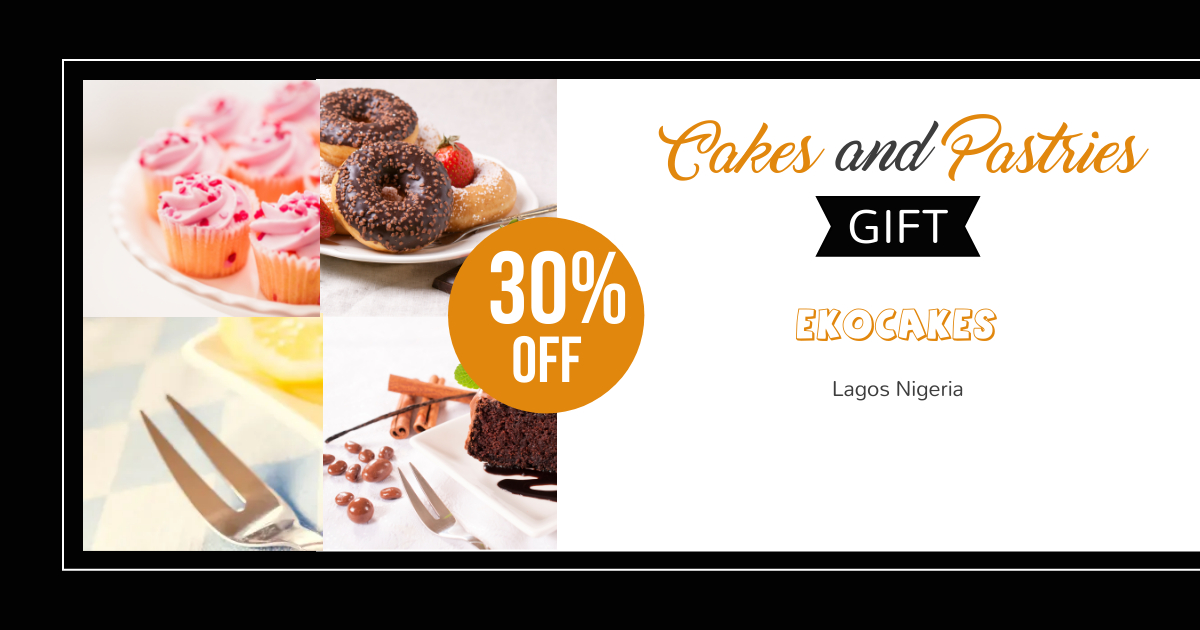 Cakes and Pastries
GIFT
30%
OFF
EKOCAKES
Lagos Nigeria